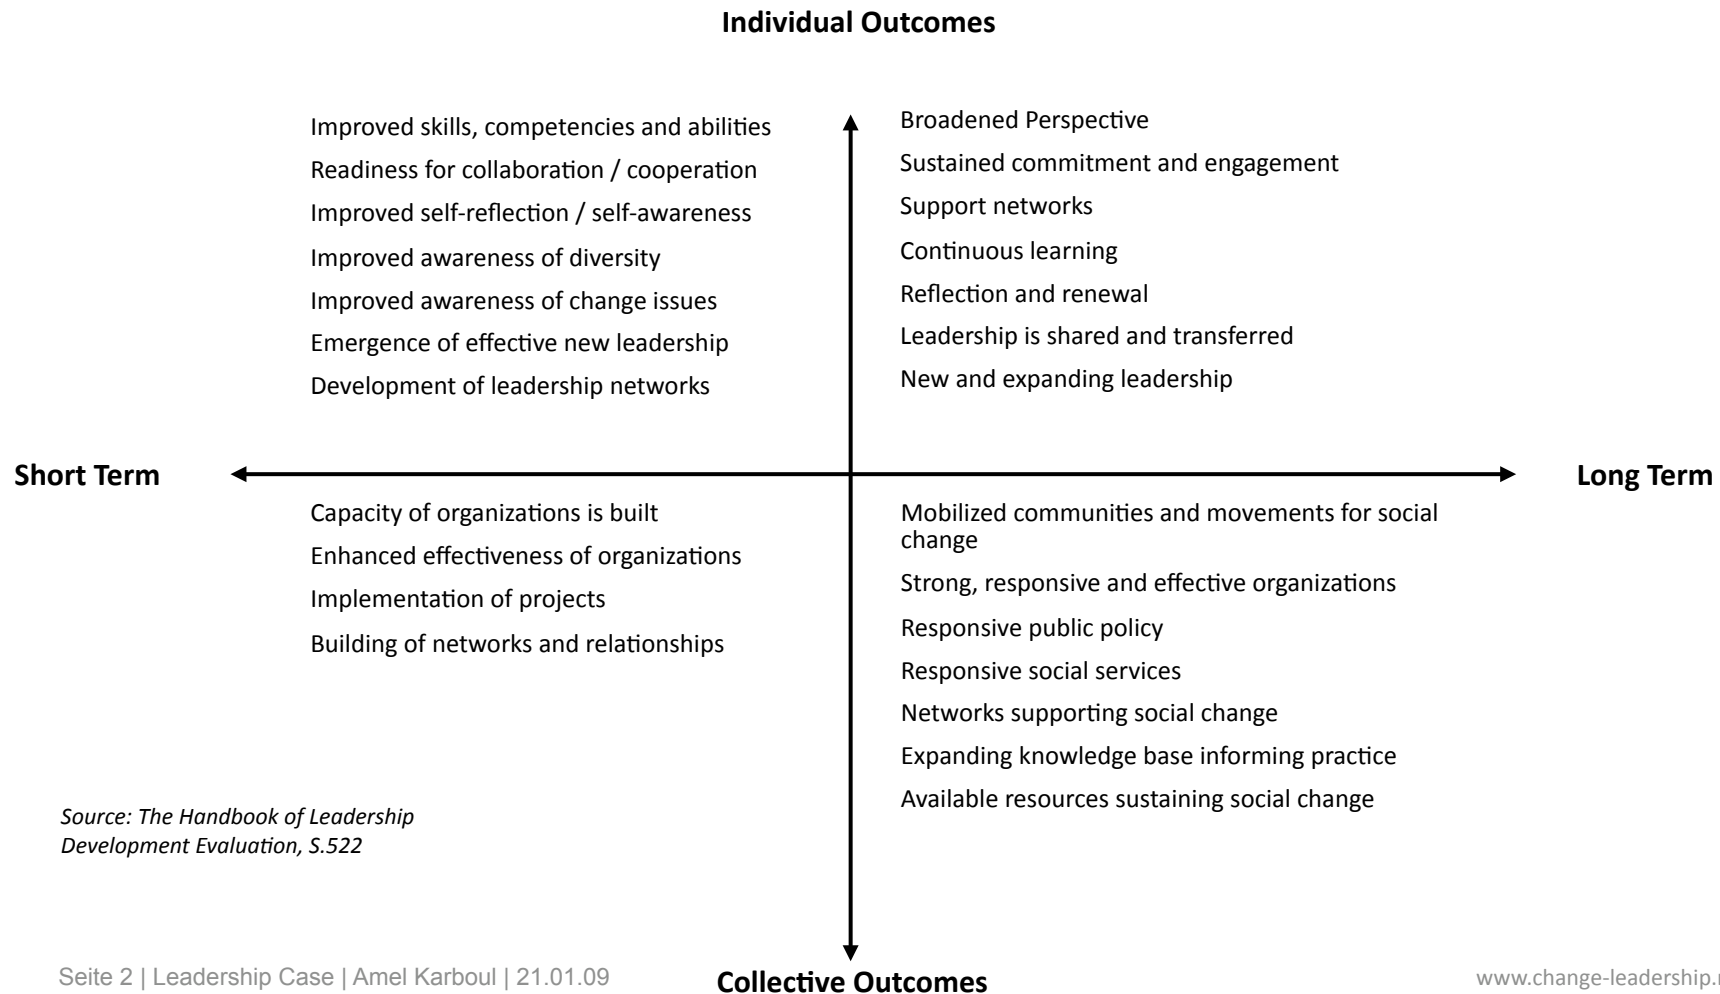 Individual Outcomes
Improved skills, competencies and abilities
Readiness for collaboration / cooperation
Improved self-reflection / self-awareness
Improved awareness of diversity
Improved awareness of change issues
Emergence of effective new leadership
Development of leadership networks
Broadened Perspective
Sustained commitment and engagement
Support networks
Continuous learning
Reflection and renewal
Leadership is shared and transferred
New and expanding leadership
Short Term
Long Term
Capacity of organizations is built
Enhanced effectiveness of organizations
Implementation of projects
Building of networks and relationships
Mobilized communities and movements for social
change
Strong, responsive and effective organizations
Responsive public policy
Responsive social services
Networks supporting social change
Expanding knowledge base informing practice
Available resources sustaining social change
Source: The Handbook of Leadership
Development Evaluation, S.522
Seite 2 | Leadership Case | Amel Karboul | 21.01.09
Collective Outcomes
www.change-leadership.